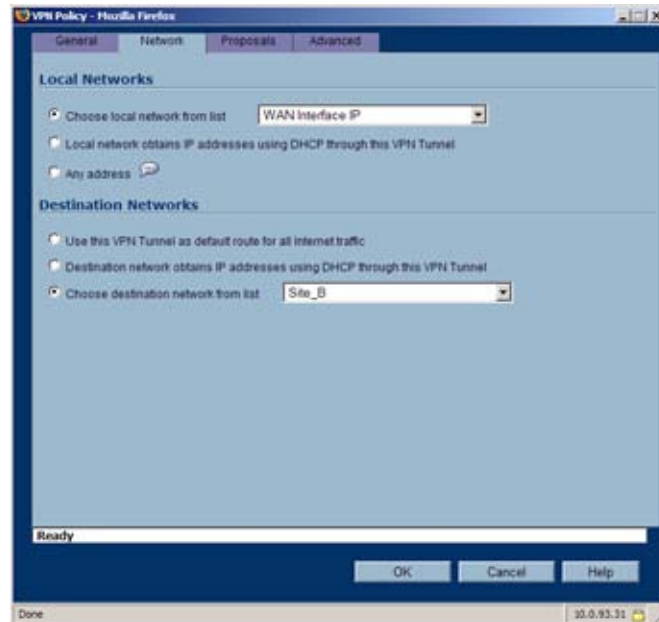 VPN Policy - Mozilla Firefox
General Network Proposals Advanced
Local Networks
Choose local network from list WAN Interface IP
Local network obtains IP addresses using DHCP through this VPN Tunnel
Any address
Destination Networks
Use this VPN Tunnel as default route for all Internet traffic
Destination network obtains IP addresses using DHCP through this VPN Tunnel
Choose destination network from list Site_B
Ready
OK Cancel Help
Done 10.0.93.31